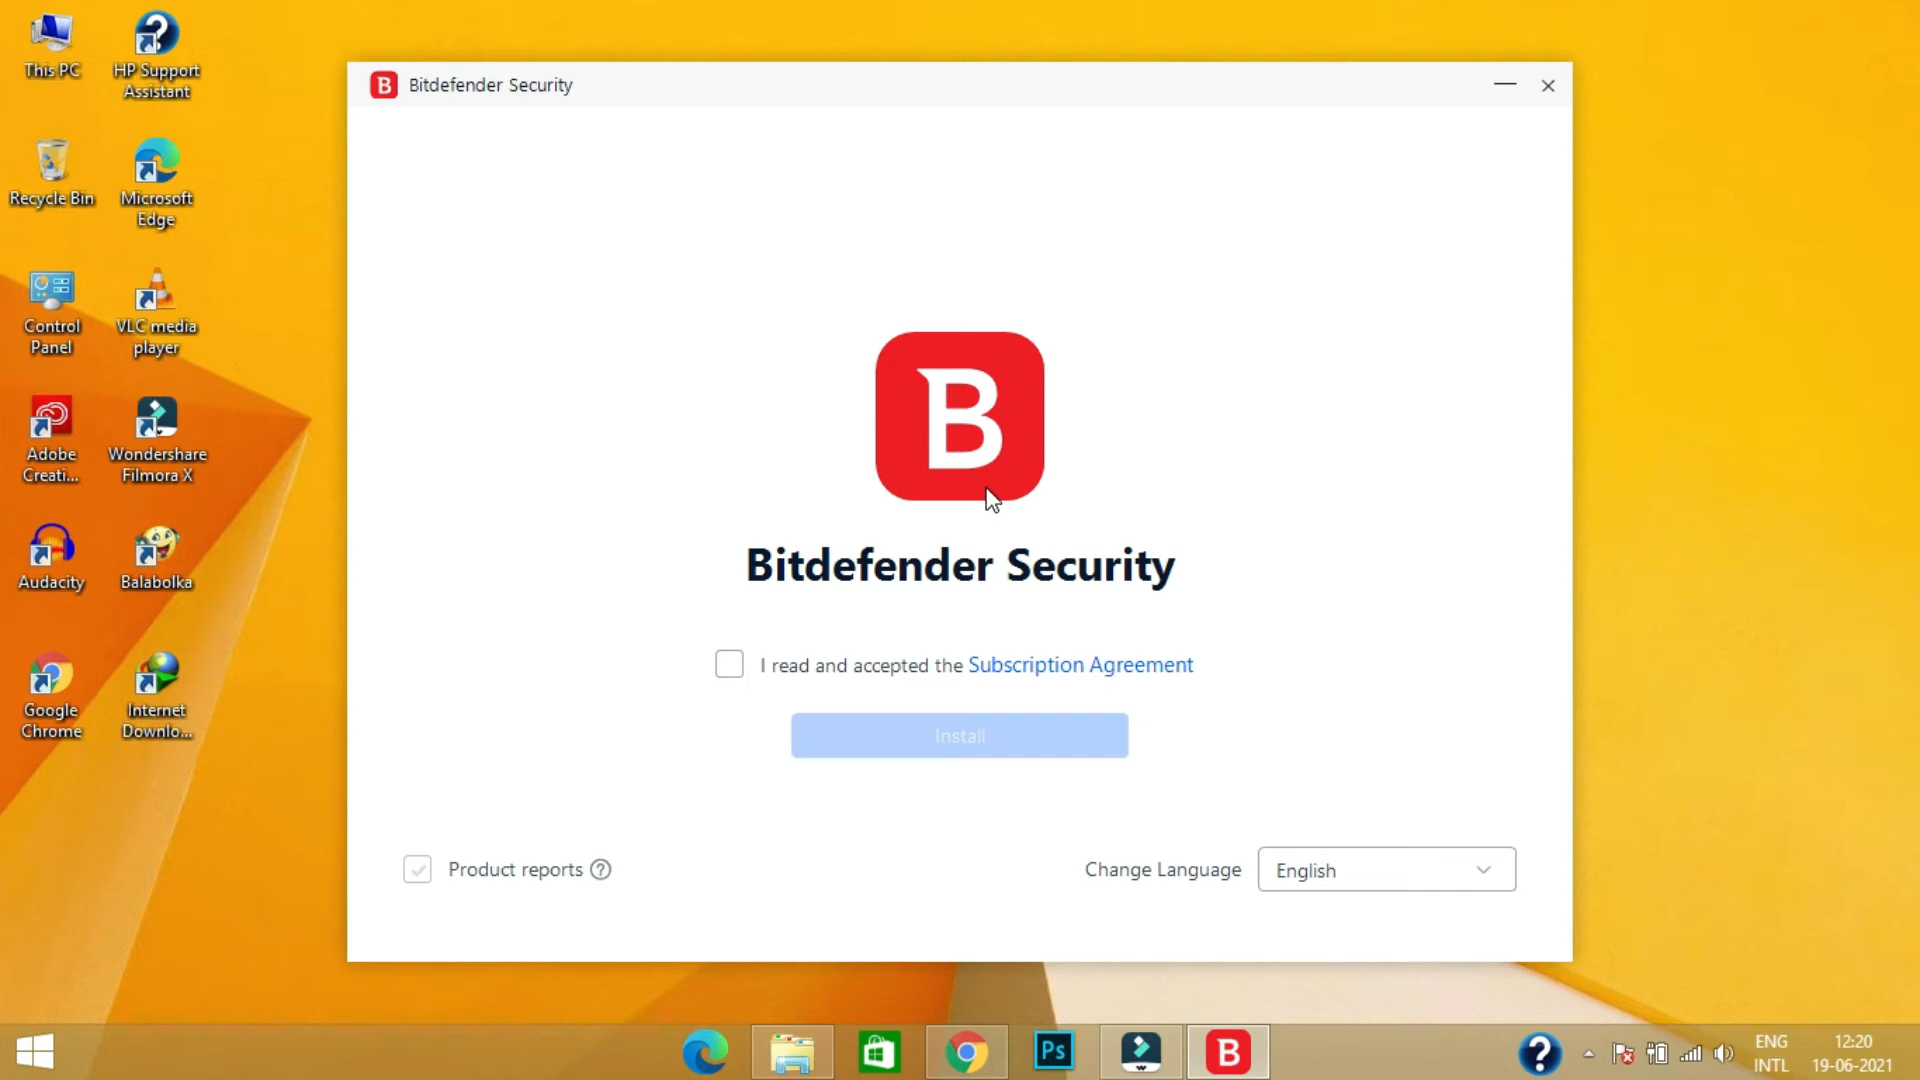 This PC
HP Support
Assistant
Recycle Bin
Microsoft
Edge
Control
Panel
VLC media
player
Adobe
Creati...
Wondershare
Filmora X
Audacity
Balabolka
Google
Chrome
Internet
Downlo...
B Bitdefender Security
B
Bitdefender Security
I read and accepted the Subscription Agreement
Install
Product reports ?
Change Language English
Ps
B
?
ENG
INTL
12:20
19-06-2021